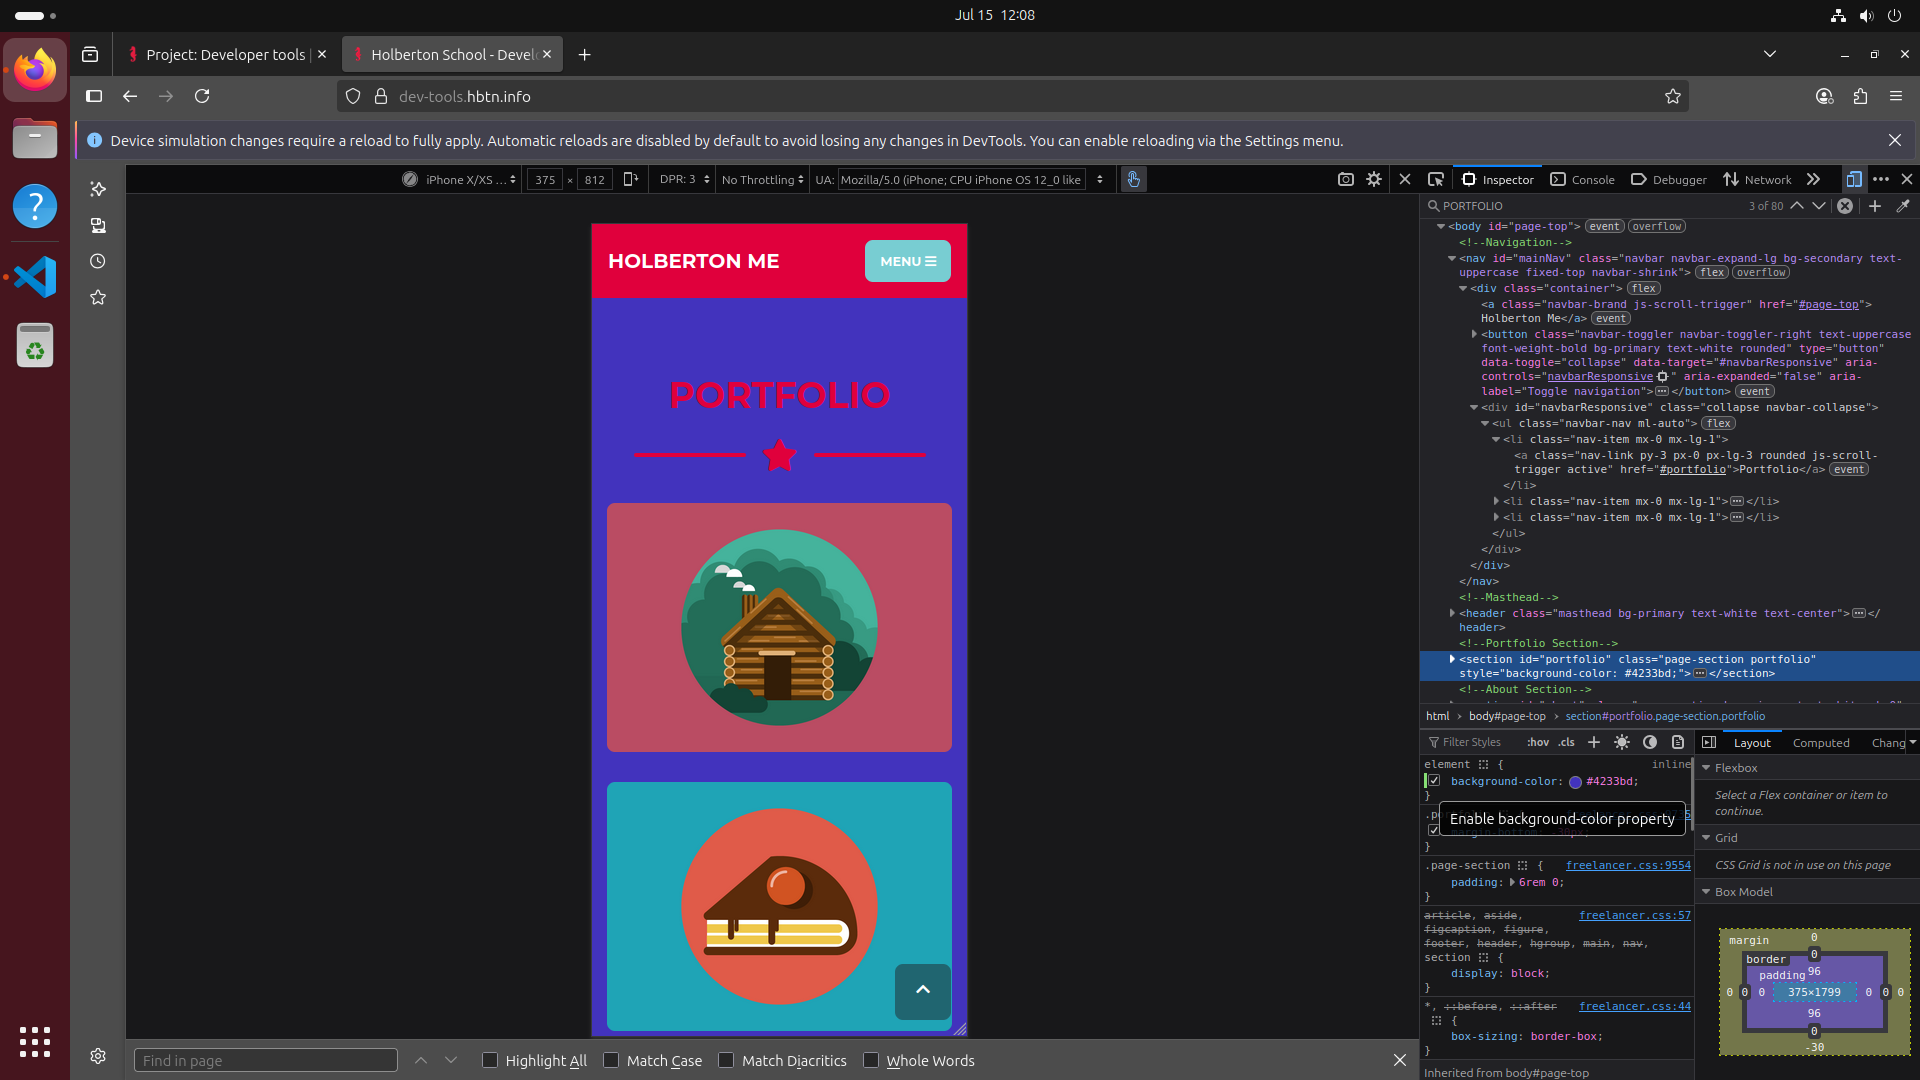 Jul 15 12:08
Project: Developer tools |
Holberton School - Devel
dev-tools.hbtn.info
Device simulation changes require a reload to fully apply. Automatic reloads are disabled by default to avoid losing any changes in DevTools. You can enable reloading via the Settings menu.
iPhone X/XS ... 375 × 812 DPR: 3 No Throttling UA: Mozilla/5.0 (iPhone; CPU iPhone OS 12_0 like
Inspector Console Debugger Network
PORTFOLIO 3 of 80
HOLBERTON ME
MENU
PORTFOLIO
<body id="page-top"> event overflow
<!--Navigation-->
<nav id="mainNav" class="navbar navbar-expand-lg bg-secondary text-
uppercase fixed-top navbar-shrink"> flex overflow
<div class="container"> flex
<a class="navbar-brand js-scroll-trigger" href="#page-top">
Holberton Me</a> event
<button class="navbar-toggler navbar-toggler-right text-uppercase
font-weight-bold bg-primary text-white rounded" type="button"
data-toggle="collapse" data-target="#navbarResponsive" aria-
controls="navbarResponsive " aria-expanded="false" aria-
label="Toggle navigation"> </button> event
<div id="navbarResponsive" class="collapse navbar-collapse">
<ul class="navbar-nav ml-auto"> flex
<li class="nav-item mx-0 mx-lg-1">
<a class="nav-link py-3 px-0 px-lg-3 rounded js-scroll-
trigger active" href="#portfolio">Portfolio</a> event
</li>
<li class="nav-item mx-0 mx-lg-1"> </li>
<li class="nav-item mx-0 mx-lg-1"> </li>
</ul>
</div>
</div>
</nav>
<!--Masthead-->
<header class="masthead bg-primary text-white text-center"> </
header>
<!--Portfolio Section-->
<section id="portfolio" class="page-section portfolio"
style="background-color: #4233bd;"> </section>
<!--About Section-->
html › body#page-top › section#portfolio.page-section.portfolio
Filter Styles :hov .cls
element { inline
background-color: #4233bd;
}
Enable background-color property
}
.page-section { freelancer.css:9554
padding: 6rem 0;
}
article, aside, freelancer.css:57
figcaption, figure,
footer, header, hgroup, main, nav,
section {
display: block;
}
*, ::before, ::after freelancer.css:44
{
box-sizing: border-box;
}
Inherited from body#page-top
Layout Computed Chang
Flexbox
Select a Flex container or item to
continue.
Grid
CSS Grid is not in use on this page
Box Model
margin 0
border 0
padding 96
0 0 0 375×1799 0 0 0
96
0
-30
Find in page Highlight All Match Case Match Diacritics Whole Words